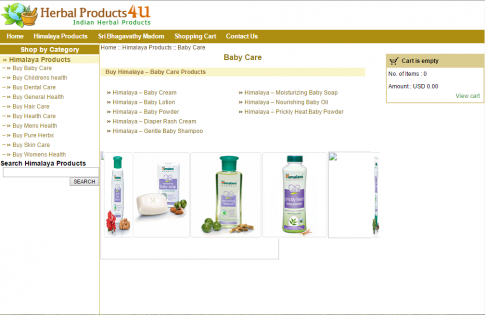 Herbal Products4U
Indian Herbal Products
Home Himalaya Products Sri Bhagavathy Madom Shopping Cart Contact Us
Shop by Category
Himalaya Products
Buy Baby Care
Buy Childrens health
Buy Dental Care
Buy General Health
Buy Hair Care
Buy Health Care
Buy Mens Health
Buy Pure Herbs
Buy Skin Care
Buy Womens Health
Search Himalaya Products
SEARCH
Home :: Himalaya Products :: Baby Care
Baby Care
Buy Himalaya – Baby Care Products
Himalaya – Baby Cream
Himalaya – Baby Lotion
Himalaya – Baby Powder
Himalaya – Diaper Rash Cream
Himalaya – Gentle Baby Shampoo
Himalaya – Moisturizing Baby Soap
Himalaya – Nourishing Baby Oil
Himalaya – Prickly Heat Baby Powder
Cart is empty
No. of Items : 0
Amount : USD 0.00
View cart